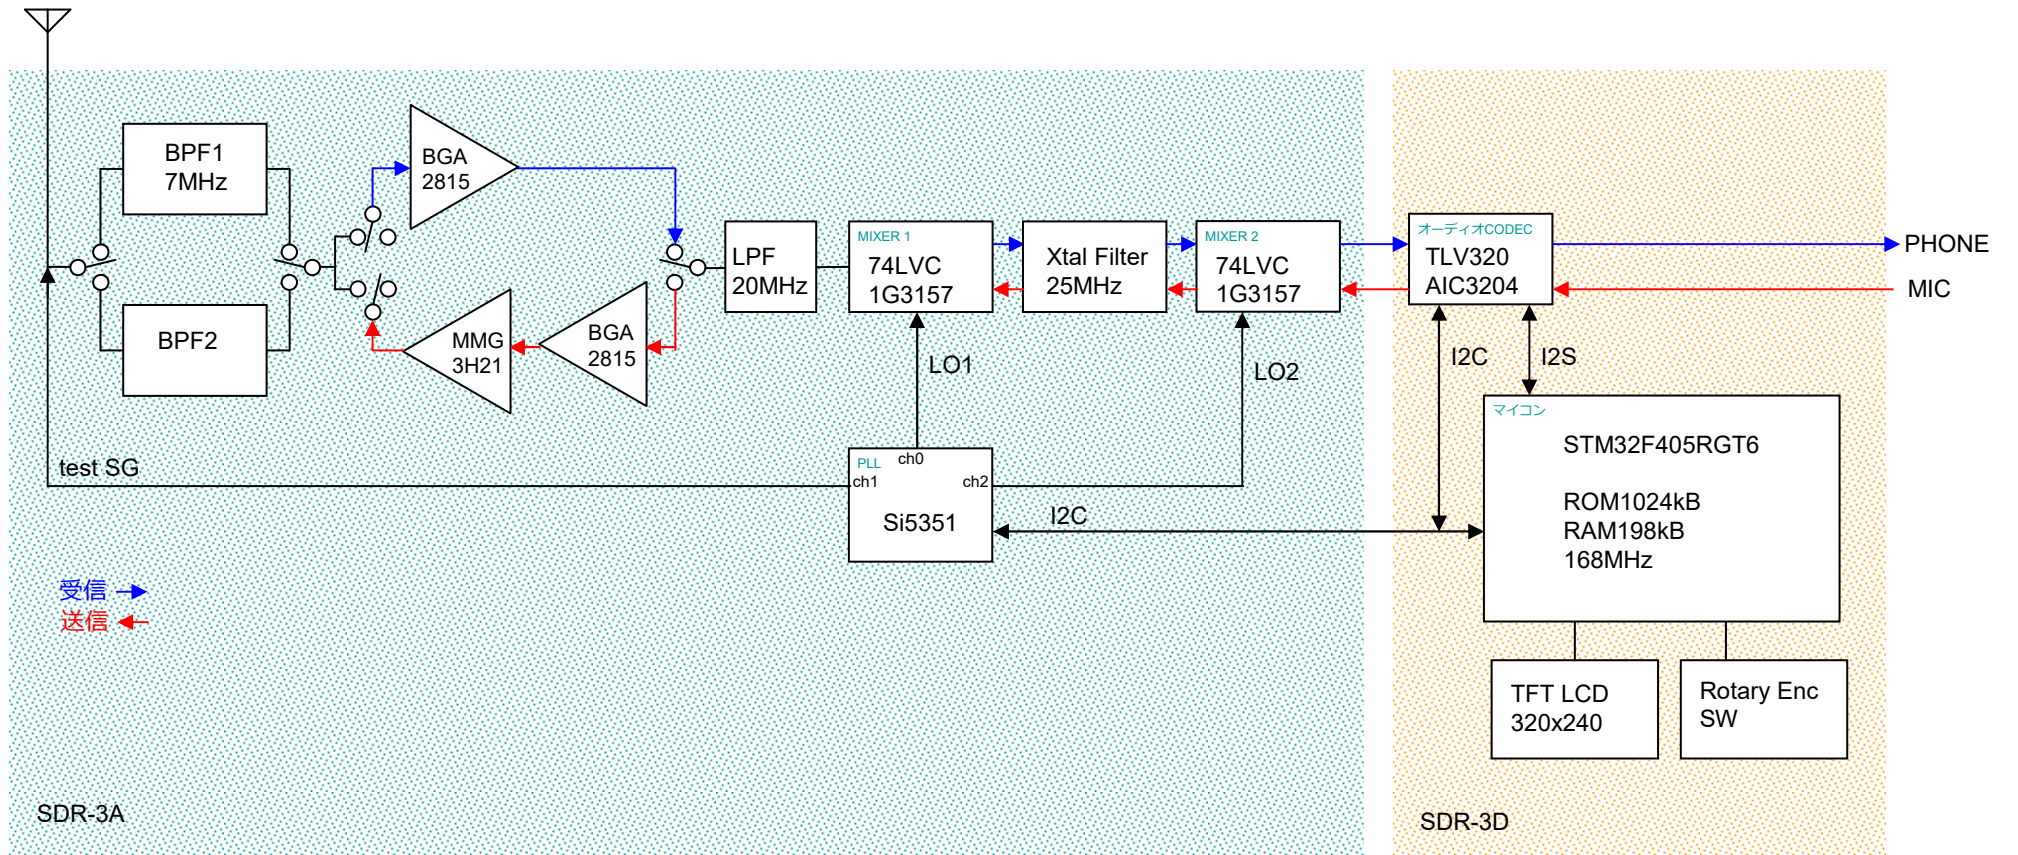 BPF1
7MHz
BPF2
BGA
2815
MMG
3H21
BGA
2815
LPF
20MHz
MIXER 1
74LVC
1G3157
Xtal Filter
25MHz
MIXER 2
74LVC
1G3157
オーディオCODEC
TLV320
AIC3204
PHONE
MIC
LO1
LO2
I2C
I2S
test SG
PLL
ch0
ch1
ch2
Si5351
I2C
マイコン
STM32F405RGT6
ROM1024kB
RAM198kB
168MHz
受信
送信
TFT LCD
320x240
Rotary Enc
SW
SDR-3A
SDR-3D